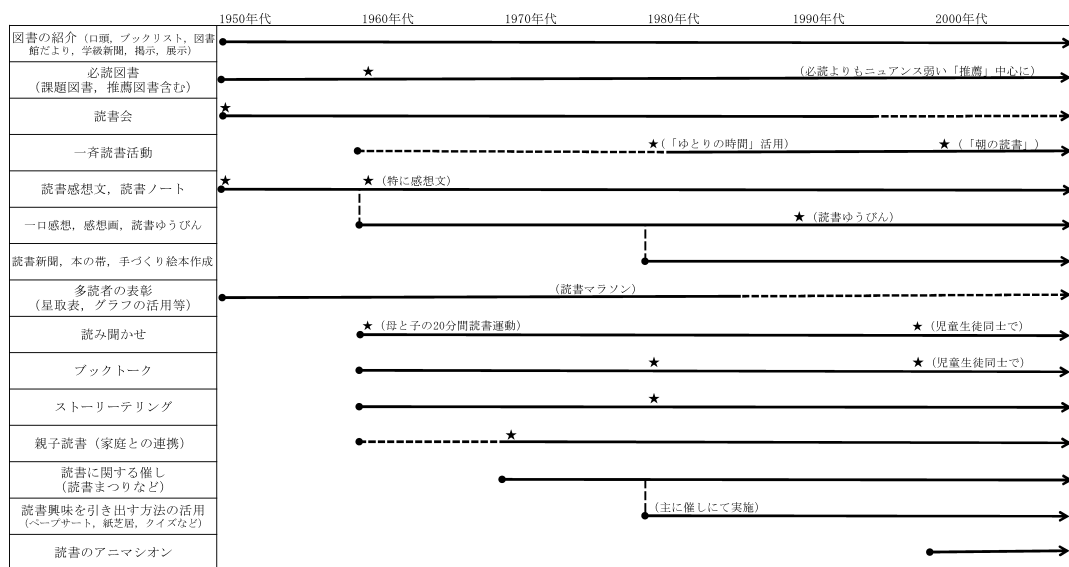 1950年代 1960年代 1970年代 1980年代 1990年代 2000年代
図書の紹介（口頭，ブックリスト，図書
館だより，学級新聞，掲示，展示）
必読図書
（課題図書，推薦図書含む）
★
（必読よりもニュアンス弱い「推薦」中心に）
読書会
★
一斉読書活動
★（「ゆとりの時間」活用）
★（「朝の読書」）
読書感想文，読書ノート
★
★（特に感想文）
一口感想，感想画，読書ゆうびん
★（読書ゆうびん）
読書新聞，本の帯，手づくり絵本作成
多読者の表彰
（星取表，グラフの活用等）
（読書マラソン）
読み聞かせ
★（母と子の20分間読書運動）
★（児童生徒同士で）
ブックトーク
★
★（児童生徒同士で）
ストーリーテリング
★
親子読書（家庭との連携）
★
読書に関する催し
（読書まつりなど）
読書興味を引き出す方法の活用
（ペープサート，紙芝居，クイズなど）
（主に催しにて実施）
読書のアニマシオン